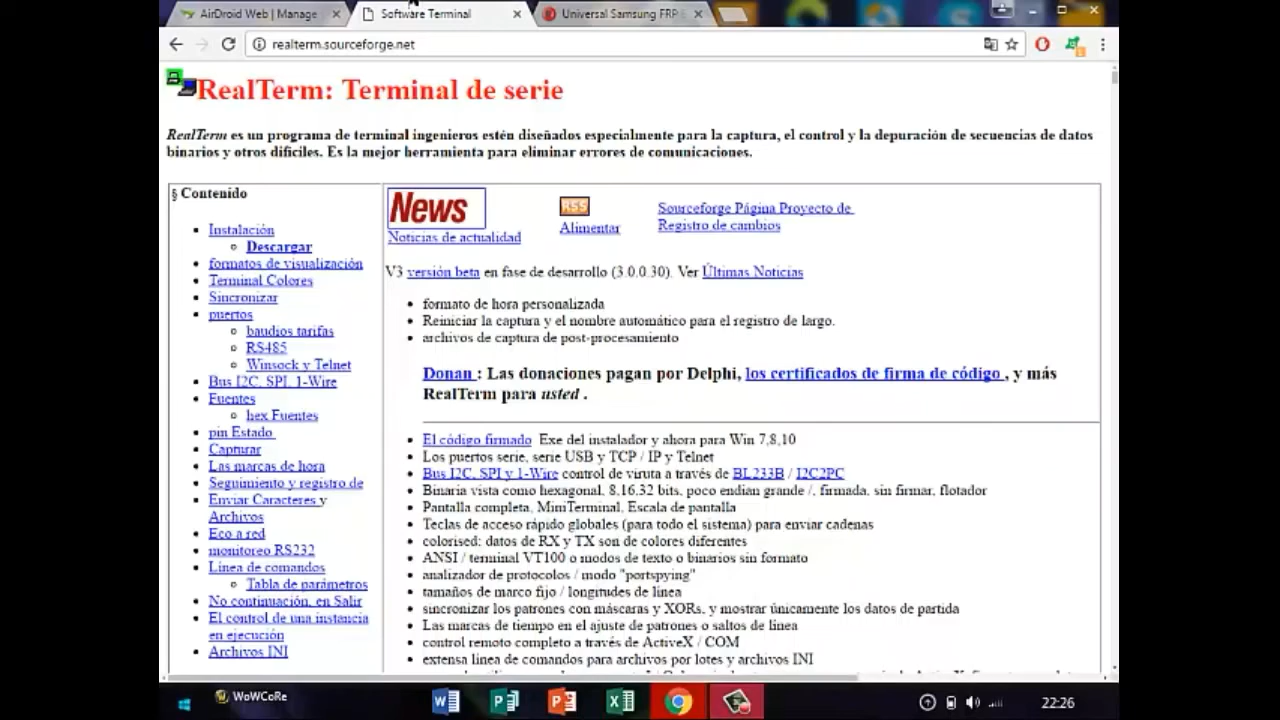 AirDroid Web | Manage
Software Terminal
Universal Samsung FRP
realterm.sourceforge.net
RealTerm: Terminal de serie
RealTerm es un programa de terminal ingenieros estén diseñados especialmente para la captura, el control y la depuración de secuencias de datos
binarios y otros difíciles. Es la mejor herramienta para eliminar errores de comunicaciones.
§ Contenido
Instalación
Descargar
formatos de visualización
Terminal Colores
Sincronizar
puertos
baudios tarifas
RS485
Winsock y Telnet
Bus I2C, SPI, 1-Wire
Fuentes
hex Fuentes
pin Estado
Capturar
Las marcas de hora
Seguimiento y registro de
Enviar Caracteres y
Archivos
Eco a red
monitoreo RS232
Línea de comandos
Tabla de parámetros
No continuación, en Salir
El control de una instancia
en ejecución
Archivos INI
News
Noticias de actualidad
RSS
Alimentar
Sourceforge Página Proyecto de
Registro de cambios
V3 versión beta en fase de desarrollo (3.0.0.30). Ver Últimas Noticias
formato de hora personalizada
Reiniciar la captura y el nombre automático para el registro de largo.
archivos de captura de post-procesamiento
Donan : Las donaciones pagan por Delphi, los certificados de firma de código , y más
RealTerm para usted .
El código firmado Exe del instalador y ahora para Win 7,8,10
Los puertos serie, serie USB y TCP / IP y Telnet
Bus I2C, SPI y 1-Wire control de viruta a través de BL233B / I2C2PC
Binaria vista como hexagonal, 8,16,32 bits, poco endian grande /, firmada, sin firmar, flotador
Pantalla completa, MimTerminal, Escala de pantalla
Teclas de acceso rápido globales (para todo el sistema) para enviar cadenas
colorised: datos de RX y TX son de colores diferentes
ANSI / terminal VT100 o modos de texto o binarios sin formato
analizador de protocolos / modo "portspying"
tamaños de marco fijo / longitudes de línea
sincronizar los patrones con máscaras y XORs, y mostrar únicamente los datos de partida
Las marcas de tiempo en el ajuste de patrones o saltos de línea
control remoto completo a través de ActiveX / COM
extensa línea de comandos para archivos por lotes y archivos INI
WoWCoRe
22:26